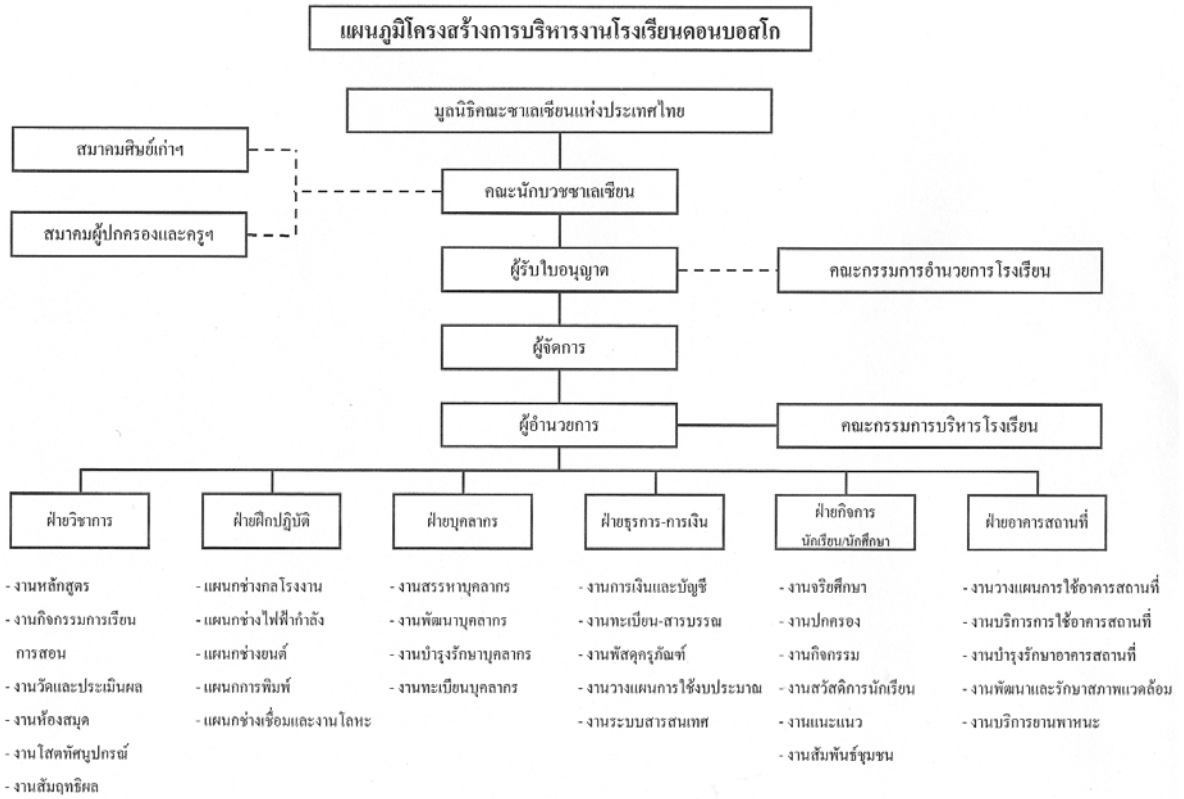 แผนภูมิโครงสร้างการบริหารงานโรงเรียนดอนบอสโก
มูลนิธิคณะซาเลเซียนแห่งประเทศไทย
สมาคมศิษย์เก่าฯ
คณะนักบวชซาเลเซียน
สมาคมผู้ปกครองและครูฯ
ผู้รับใบอนุญาต
คณะกรรมการอำนวยการโรงเรียน
ผู้จัดการ
ผู้อำนวยการ
คณะกรรมการบริหารโรงเรียน
ฝ่ายวิชาการ
- งานหลักสูตร
- งานกิจกรรมการเรียน
การสอน
- งานวัดและประเมินผล
- งานห้องสมุด
- งานโสตทัศนูปกรณ์
- งานสัมฤทธิผล
ฝ่ายฝึกปฎิบัติ
- แผนกช่างกลโรงงาน
- แผนกช่างไฟฟ้ากำลัง
- แผนกช่างยนต์
- แผนกการพิมพ์
- แผนกช่างเชื่อมและงานโลหะ
ฝ่ายบุคลากร
- งานสรรหาบุคลากร
- งานพัฒนาบุคลากร
- งานบำรุงรักษาบุคลากร
- งานทะเบียนบุคลากร
ฝ่ายธุรการ-การเงิน
- งานการเงินและบัญชี
- งานทะเบียน-สารบรรณ
- งานพัสดุครุภัณฑ์
- งานวางแผนการใช้งบประมาณ
- งานระบบสารสนเทศ
ฝ่ายกิจการ
นักเรียน/นักศึกษา
- งานจริยศึกษา
- งานปกครอง
- งานกิจกรรม
- งานสวัสดิการนักเรียน
- งานแนะแนว
- งานสัมพันธ์ชุมชน
ฝ่ายอาคารสถานที่
- งานวางแผนการใช้อาคารสถานที่
- งานบริการการใช้อาคารสถานที่
- งานบำรุงรักษาอาคารสถานที่
- งานพัฒนาและรักษาสภาพแวดล้อม
- งานบริการยานพาหนะ